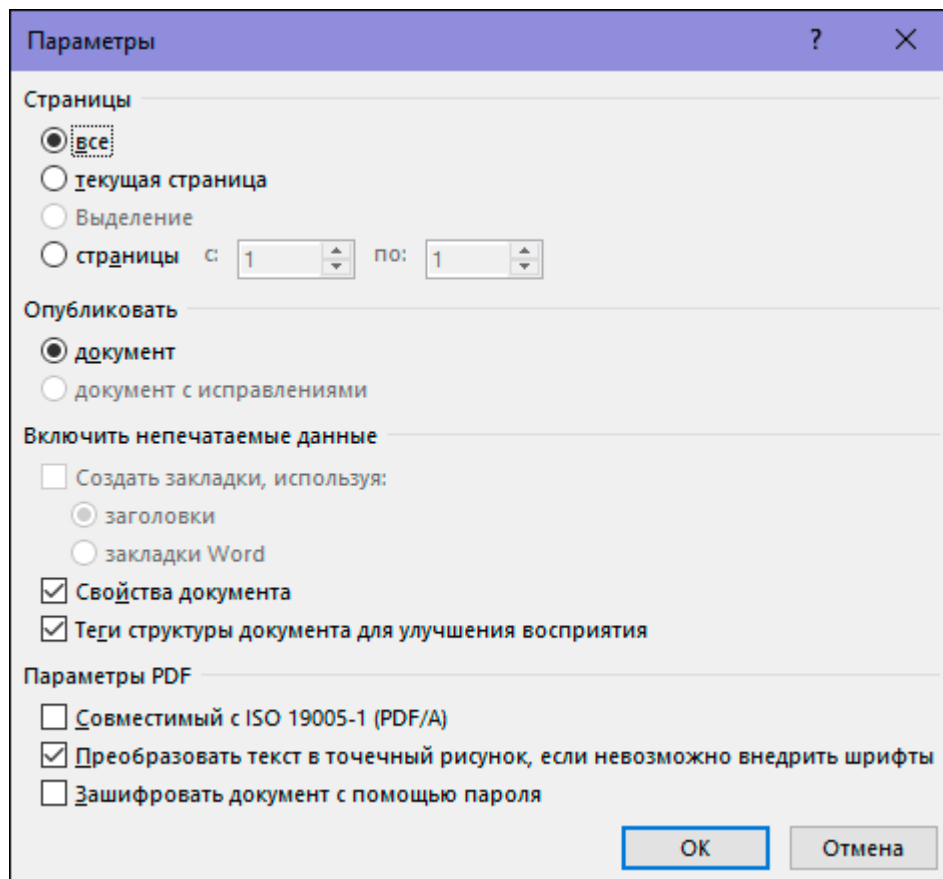 Параметры ?
Страницы
все
текущая страница
Выделение
страницы с: 1 по: 1
Опубликовать
документ
документ с исправлениями
Включить непечатаемые данные
Создать закладки, используя:
заголовки
закладки Word
Свойства документа
Теги структуры документа для улучшения восприятия
Параметры PDF
Совместимый с ISO 19005-1 (PDF/A)
Преобразовать текст в точечный рисунок, если невозможно внедрить шрифты
Зашифровать документ с помощью пароля
ОК Отмена